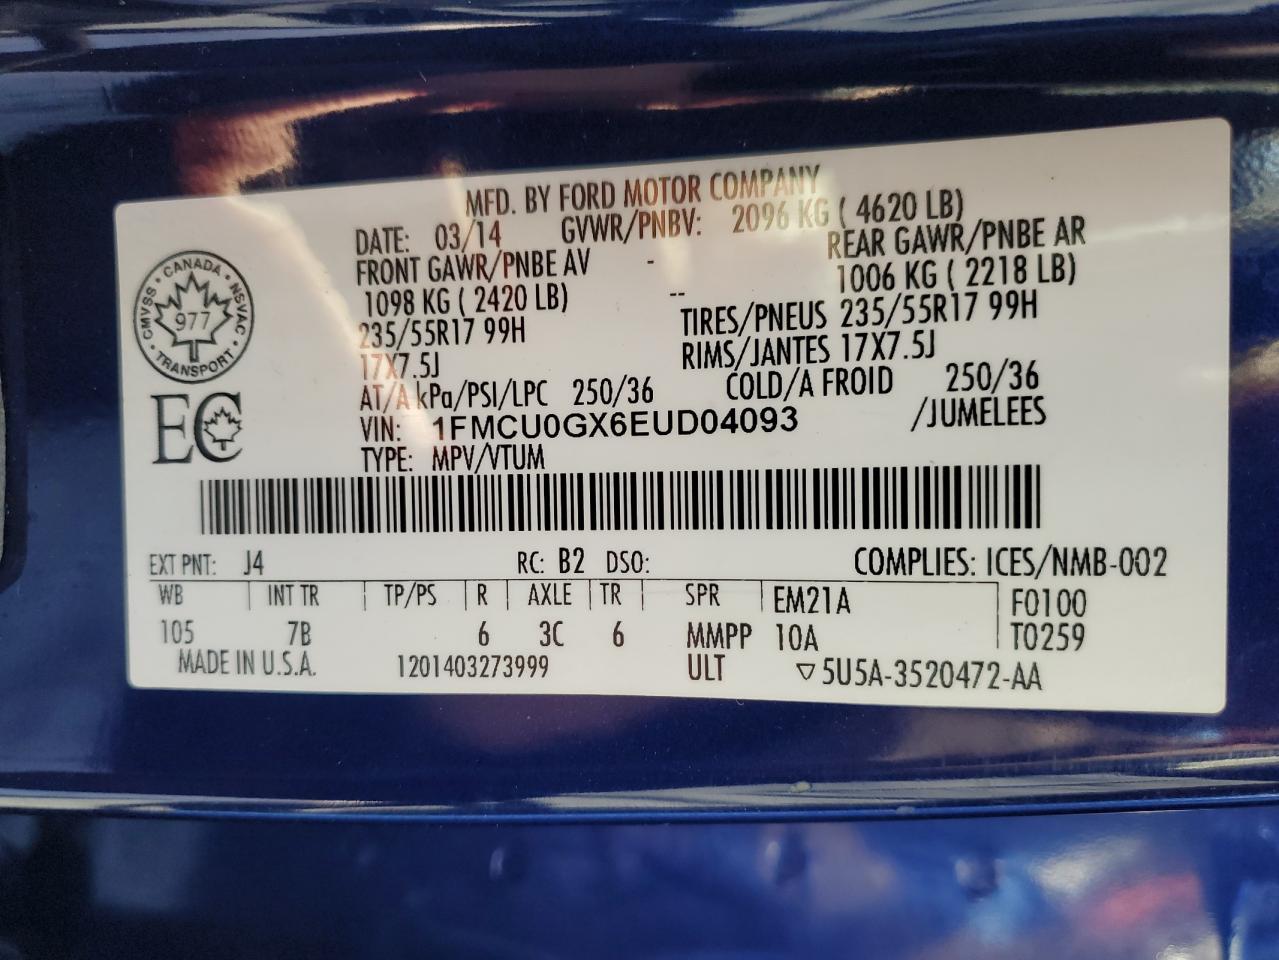 MFD. BY FORD MOTOR COMPANY
DATE: 03/14 GVWR/PNBV: 2096 KG ( 4620 LB)
FRONT GAWR/PNBE AV - REAR GAWR/PNBE AR
1098 KG ( 2420 LB) -- 1006 KG ( 2218 LB)
235/55R17 99H TIRES/PNEUS 235/55R17 99H
17X7.5J RIMS/JANTES 17X7.5J
AT/A kPa/PSI/LPC 250/36 COLD/A FROID 250/36
VIN: 1FMCU0GX6EUD04093 /JUMELEES
TYPE: MPV/VTUM
CANADA
CMVSS • NSVAC
977
TRANSPORT
EC
EXT PNT: J4 RC: B2 DSO: COMPLIES: ICES/NMB-002
WB INT TR TP/PS R AXLE TR SPR EM21A F0100
105 7B 6 3C 6 MMPP 10A T0259
MADE IN U.S.A. 1201403273999 ULT ▽5U5A-3520472-AA